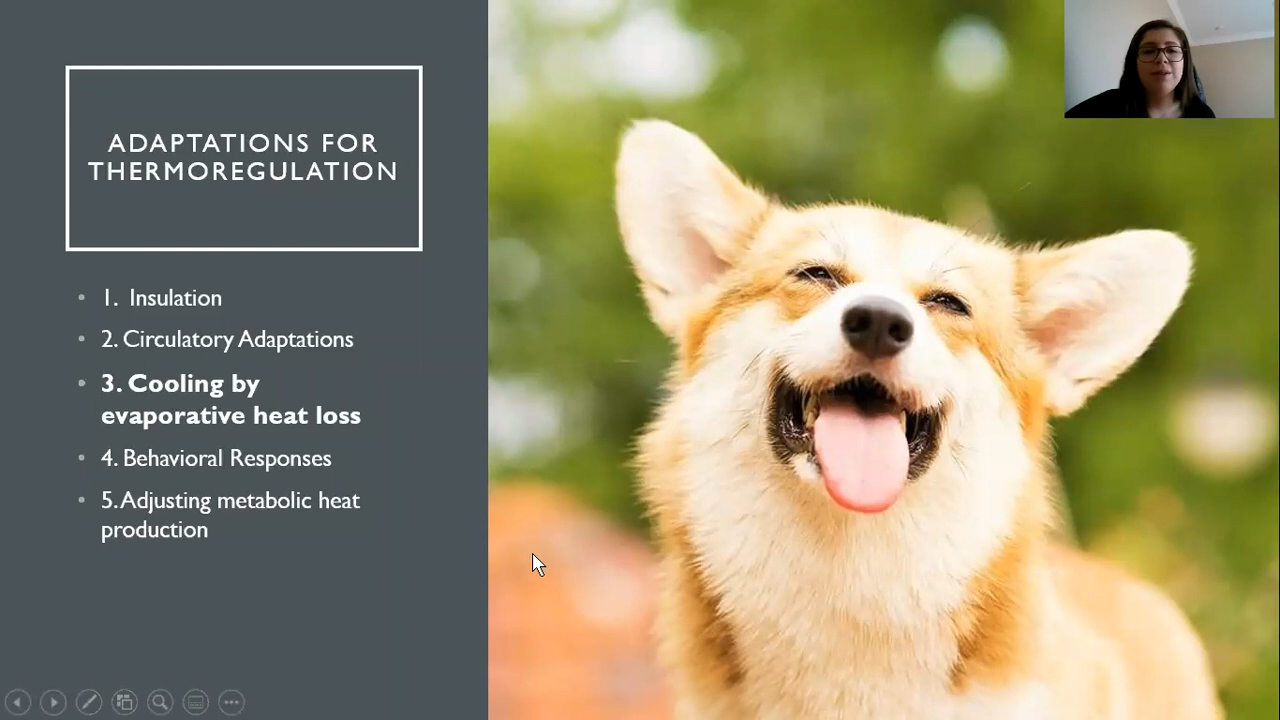 ADAPTATIONS FOR
THERMOREGULATION
• 1. Insulation
• 2. Circulatory Adaptations
• 3. Cooling by
evaporative heat loss
• 4. Behavioral Responses
• 5. Adjusting metabolic heat
production